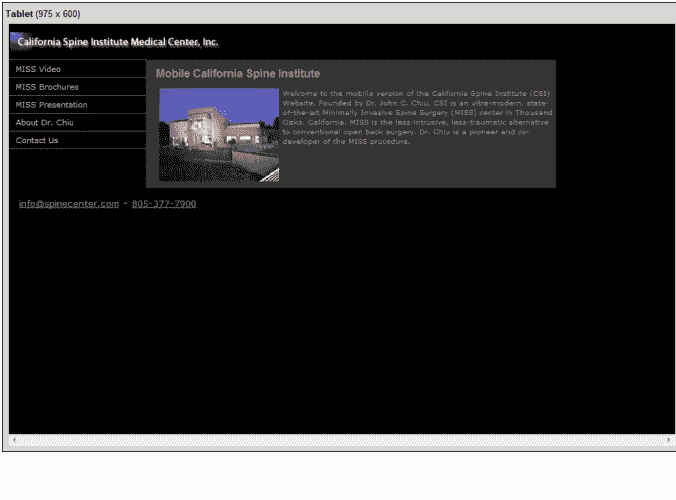 Tablet (975 x 600)
California Spine Institute Medical Center, Inc.
MISS Video
MISS Brochures
MISS Presentation
About Dr. Chiu
Contact Us
Mobile California Spine Institute
Welcome to the mobilie version of the California Spine Institute (CSI)
Website. Founded by Dr. John C. Chiu, CSI is an ultra-modern, state-
of-the-art Minimally Invasive Spine Surgery (MISS) center in Thousand
Oaks, California. MISS is the less-intrusive, less-traumatic alternative
to conventional open back surgery. Dr. Chiu is a pioneer and co-
developer of the MISS procedure.
info@spinecenter.com - 805-377-7900